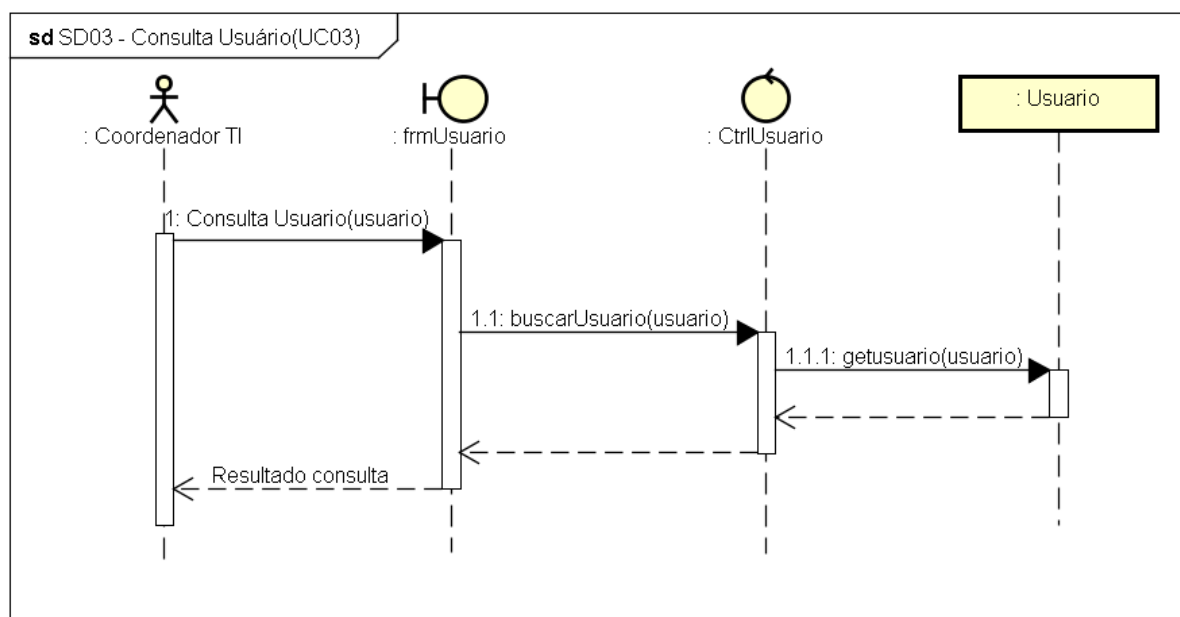 sd SD03 - Consulta Usuário(UC03)
: Coordenador TI
: frmUsuario
: CtrlUsuario
: Usuario
1: Consulta Usuario(usuario)
1.1: buscarUsuario(usuario)
1.1.1: getusuario(usuario)
Resultado consulta